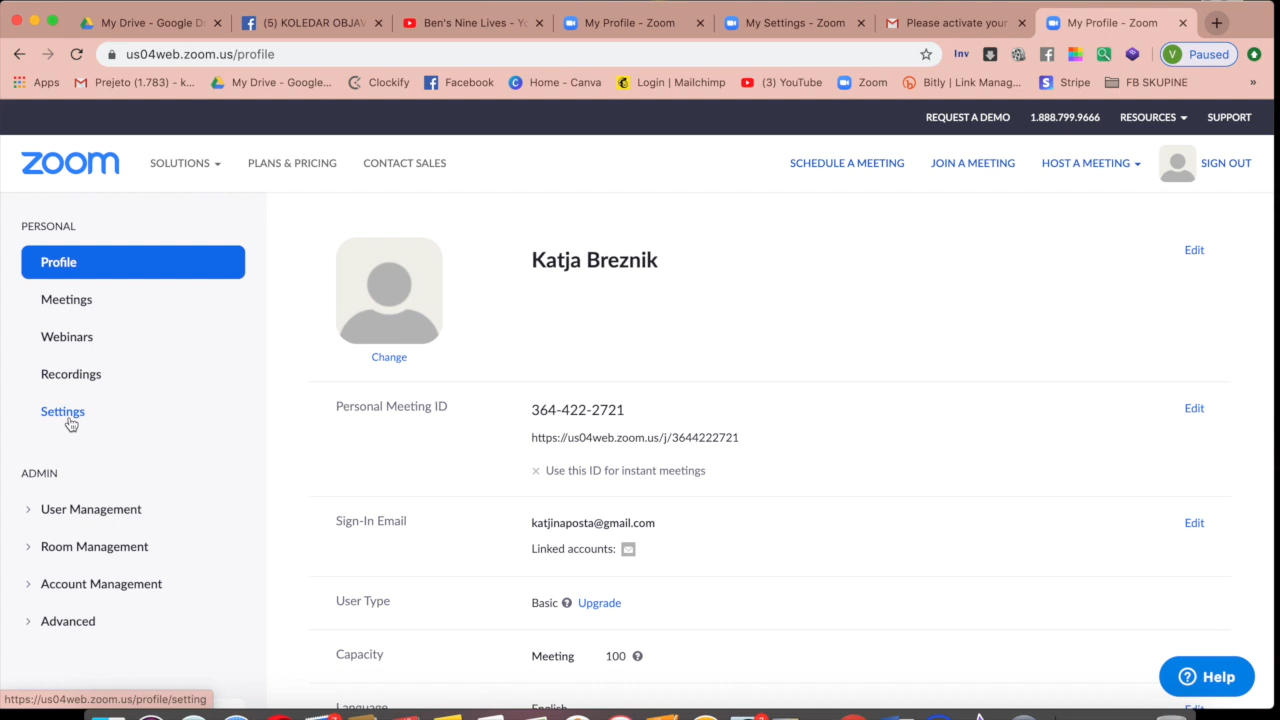 My Drive - Google D
(5) KOLEDAR OBJAV
Ben's Nine Lives - Yo
My Profile - Zoom
My Settings - Zoom
Please activate your
My Profile - Zoom
us04web.zoom.us/profile
Inv
V Paused
Apps
Prejeto (1.783) - k...
My Drive - Google...
Clockify
Facebook
Home - Canva
Login | Mailchimp
(3) YouTube
Zoom
Bitly | Link Manag...
Stripe
FB SKUPINE
»
REQUEST A DEMO
1.888.799.9666
RESOURCES
SUPPORT
zoom
SOLUTIONS
PLANS & PRICING
CONTACT SALES
SCHEDULE A MEETING
JOIN A MEETING
HOST A MEETING
SIGN OUT
PERSONAL
Profile
Meetings
Webinars
Recordings
Settings
ADMIN
User Management
Room Management
Account Management
Advanced
Katja Breznik
Edit
Change
Personal Meeting ID
364-422-2721
Edit
https://us04web.zoom.us/j/3644222721
× Use this ID for instant meetings
Sign-In Email
katjinaposta@gmail.com
Edit
Linked accounts:
User Type
Basic ? Upgrade
Capacity
Meeting 100 ?
Language
English
Edit
? Help
https://us04web.zoom.us/profile/setting